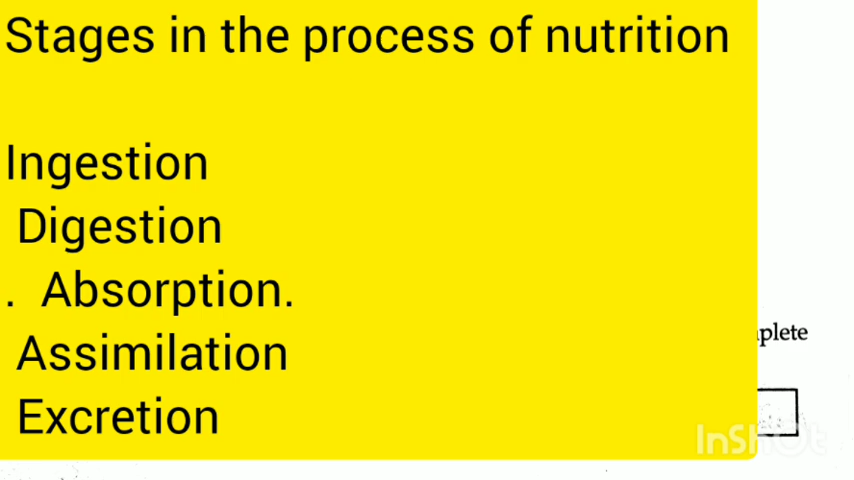 Stages in the process of nutrition
Ingestion
Digestion
. Absorption.
Assimilation
Excretion
plete
InShOt